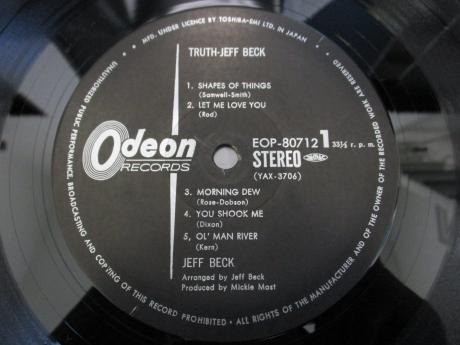 MFD. UNDER LICENCE BY TOSHIBA-EMI LTD. IN JAPAN
UNAUTHORIZED PUBLIC PERFORMANCE, BROADCASTING AND COPYING OF THIS RECORD PROHIBITED • ALL RIGHTS OF THE MANUFACTURER AND OF THE OWNER OF THE RECORDED WORK ARE RESERVED
TRUTH-JEFF BECK
1. SHAPES OF THINGS
(Samwell-Smith)
2. LET ME LOVE YOU
(Rod)
Odeon
RECORDS
EOP-80712 1 33⅓ r. p. m.
STEREO
(YAX-3706)
3. MORNING DEW
(Rose-Dobson)
4. YOU SHOOK ME
(Dixon)
5, OL' MAN RIVER
(Kern)
JEFF BECK
Arranged by Jeff Beck
Produced by Mickie Most